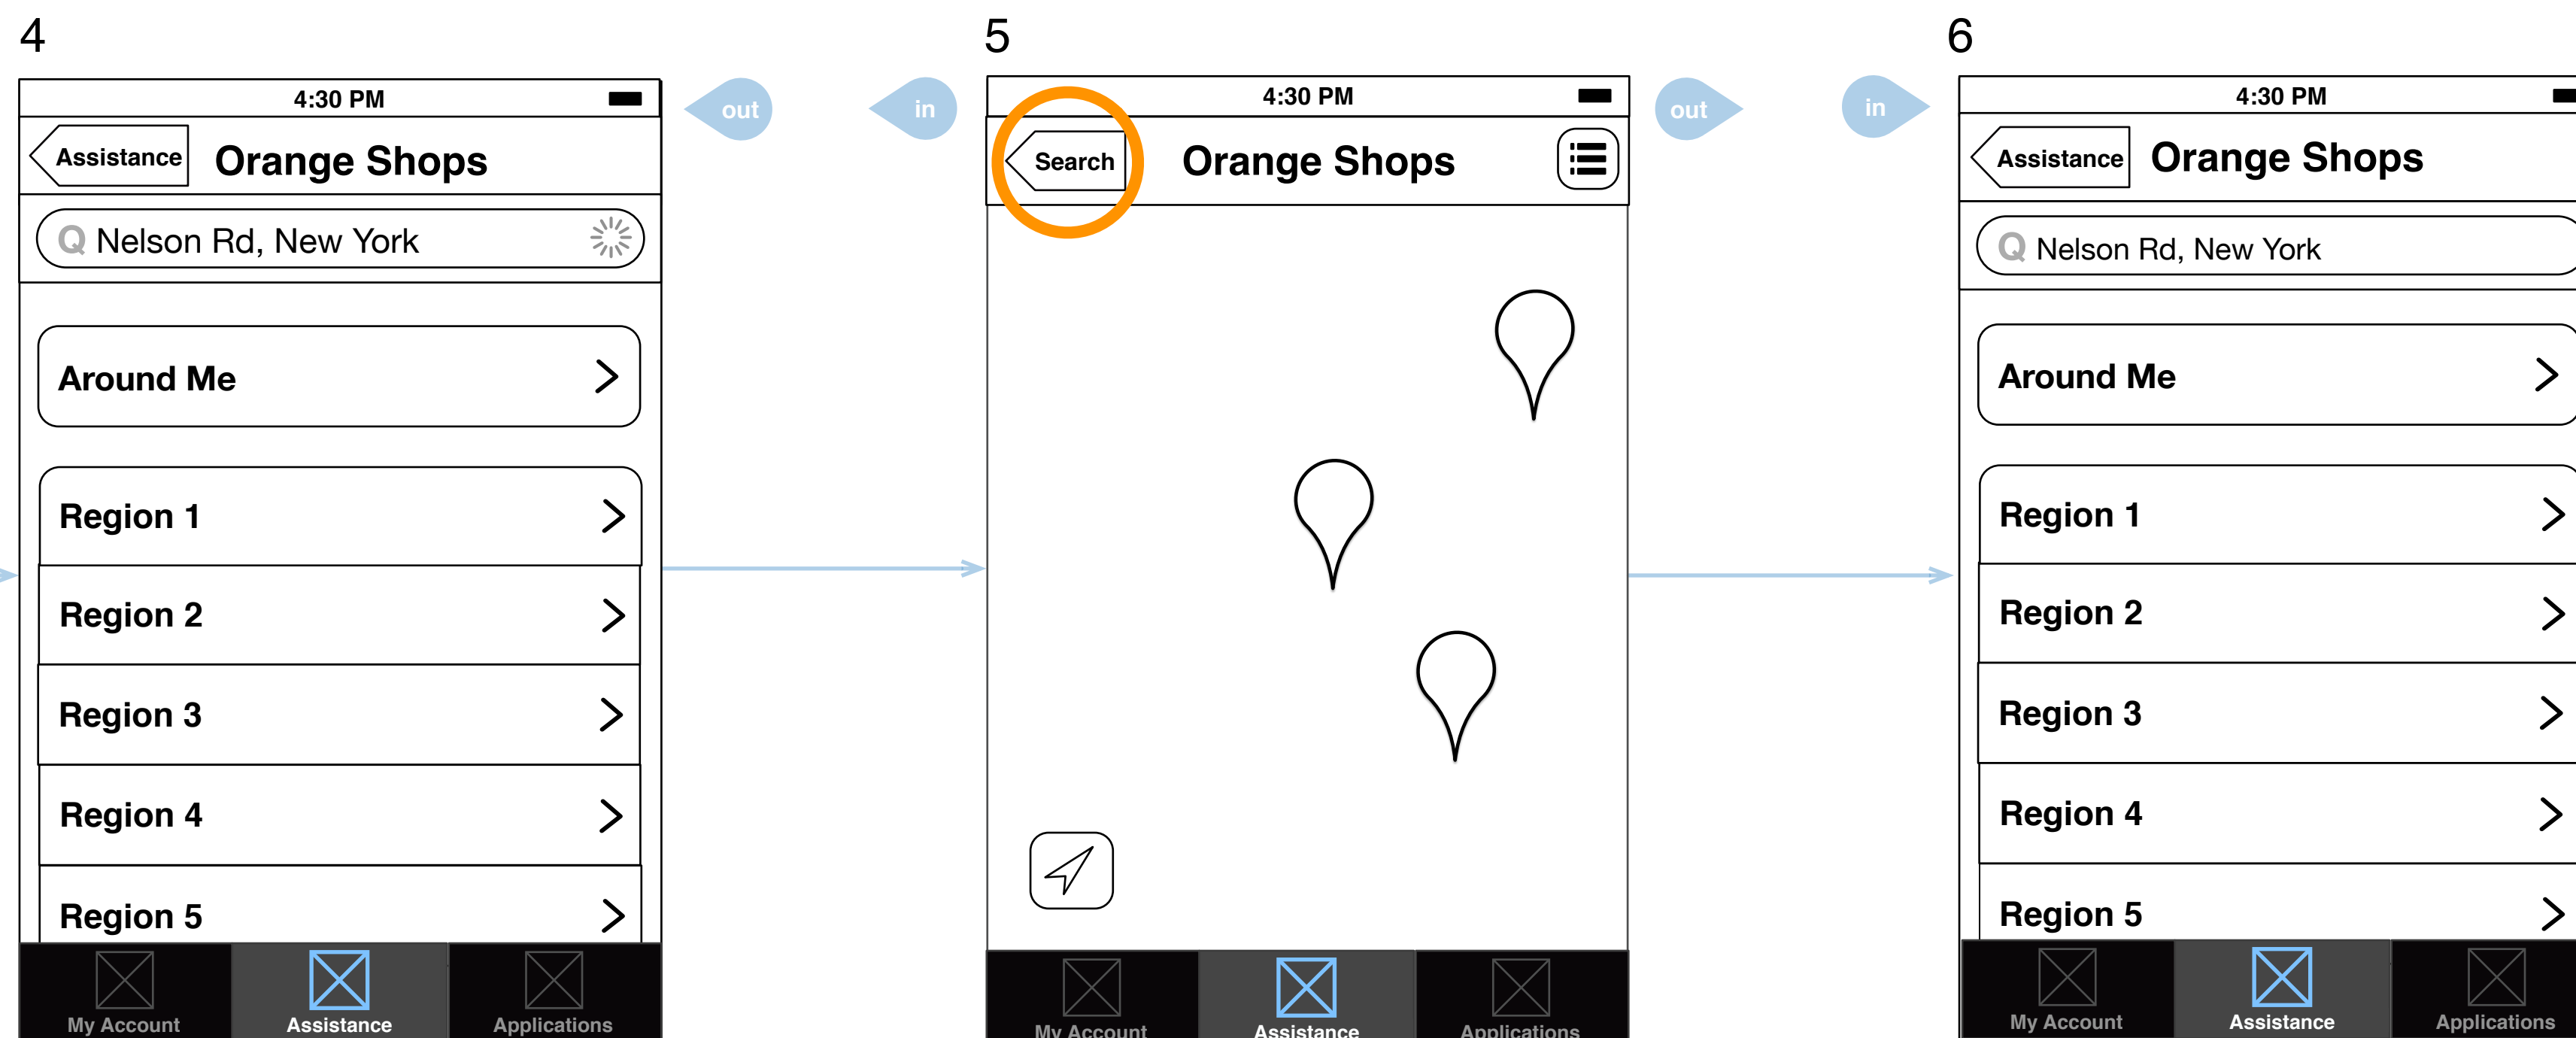 4
4:30 PM
Assistance
Orange Shops
Nelson Rd, New York
Around Me
Region 1
Region 2
Region 3
Region 4
Region 5
My Account
Assistance
Applications
out
in
5
4:30 PM
Search
Orange Shops
My Account
Assistance
Applications
out
in
6
4:30 PM
Assistance
Orange Shops
Nelson Rd, New York
Around Me
Region 1
Region 2
Region 3
Region 4
Region 5
My Account
Assistance
Applications